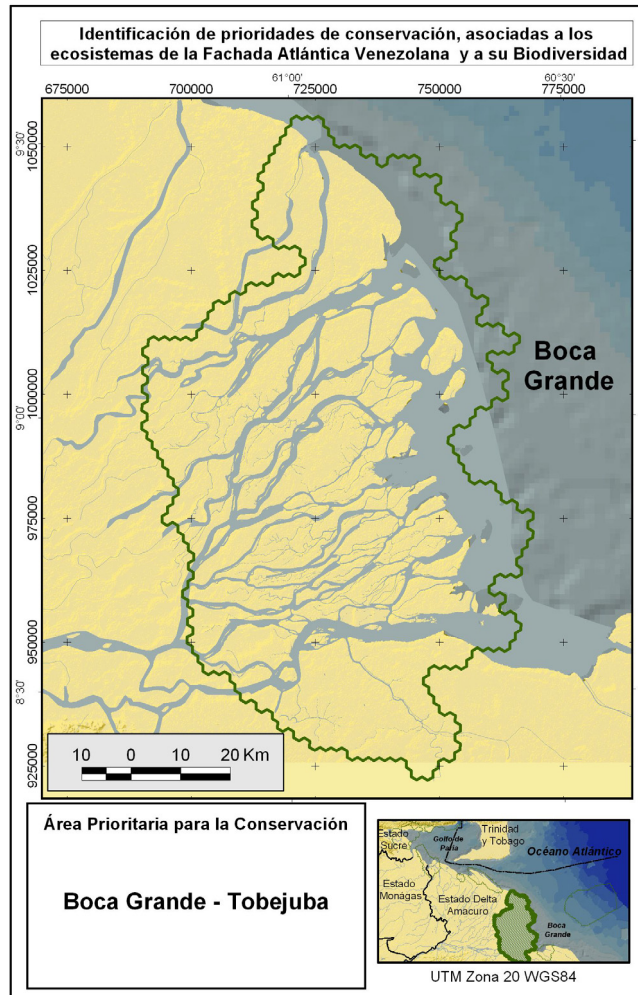 Identificación de prioridades de conservación, asociadas a los
ecosistemas de la Fachada Atlántica Venezolana y a su Biodiversidad
61°00' 60°30'
675000 700000 725000 750000 775000
9°30'
1050000
1025000
Boca
Grande
9°00'
1000000
975000
950000
8°30'
925000
10 0 10 20 Km
Área Prioritaria para la Conservación
Boca Grande - Tobejuba
Estado
Sucre
Golfo de
Paria
Trinidad
y Tobago
Océano Atlántico
Estado
Monágas
Estado Delta
Amacuro
Boca
Grande
UTM Zona 20 WGS84